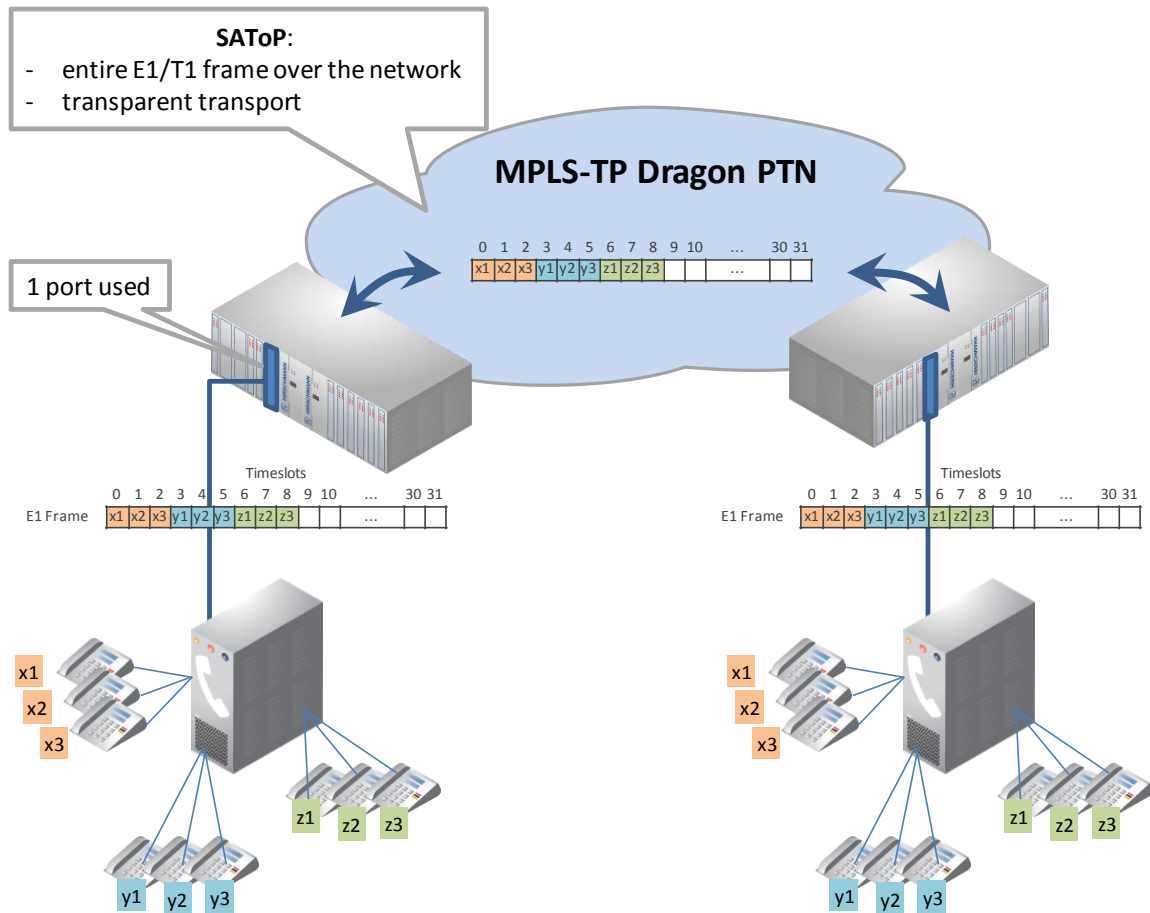 SAToP:
- entire E1/T1 frame over the network
- transparent transport
MPLS-TP Dragon PTN
0 1 2 3 4 5 6 7 8 9 10 ... 30 31
x1 x2 x3 y1 y2 y3 z1 z2 z3 ...
1 port used
HIRSCHMANN
HIRSCHMANN
HIRSCHMANN
HIRSCHMANN
Timeslots
0 1 2 3 4 5 6 7 8 9 10 ... 30 31
E1 Frame x1 x2 x3 y1 y2 y3 z1 z2 z3 ...
Timeslots
0 1 2 3 4 5 6 7 8 9 10 ... 30 31
E1 Frame x1 x2 x3 y1 y2 y3 z1 z2 z3 ...
x1
x2
x3
z1 z2 z3
y1 y2 y3
x1
x2
x3
z1 z2 z3
y1 y2 y3